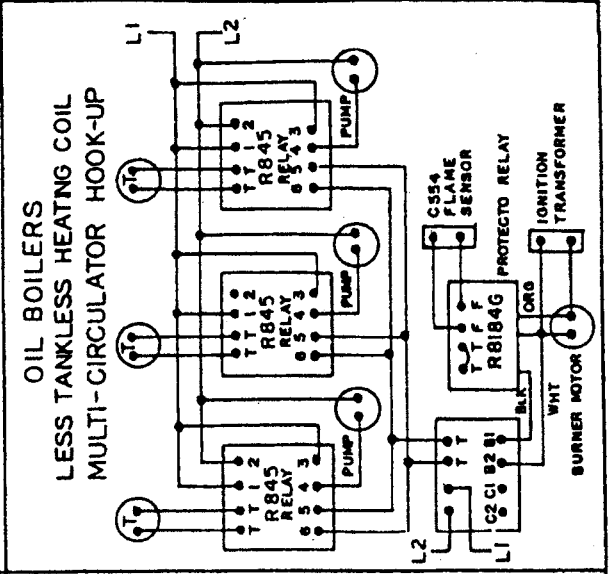 OIL BOILERS
LESS TANKLESS HEATING COIL
MULTI-CIRCULATOR HOOK-UP
L1
L2
T
T
T
T T 1 2
R845
RELAY
6 5 4 3
PUMP
T T 1 2
R845
RELAY
6 5 4 3
PUMP
T T 1 2
R845
RELAY
6 5 4 3
PUMP
C554
FLAME
SENSOR
L2
L1
T T
C2 C1 B2 B1
T T F F
R8184G
PROTECTO RELAY
BLK
ORG
WHT
IGNITION
TRANSFORMER
BURNER MOTOR